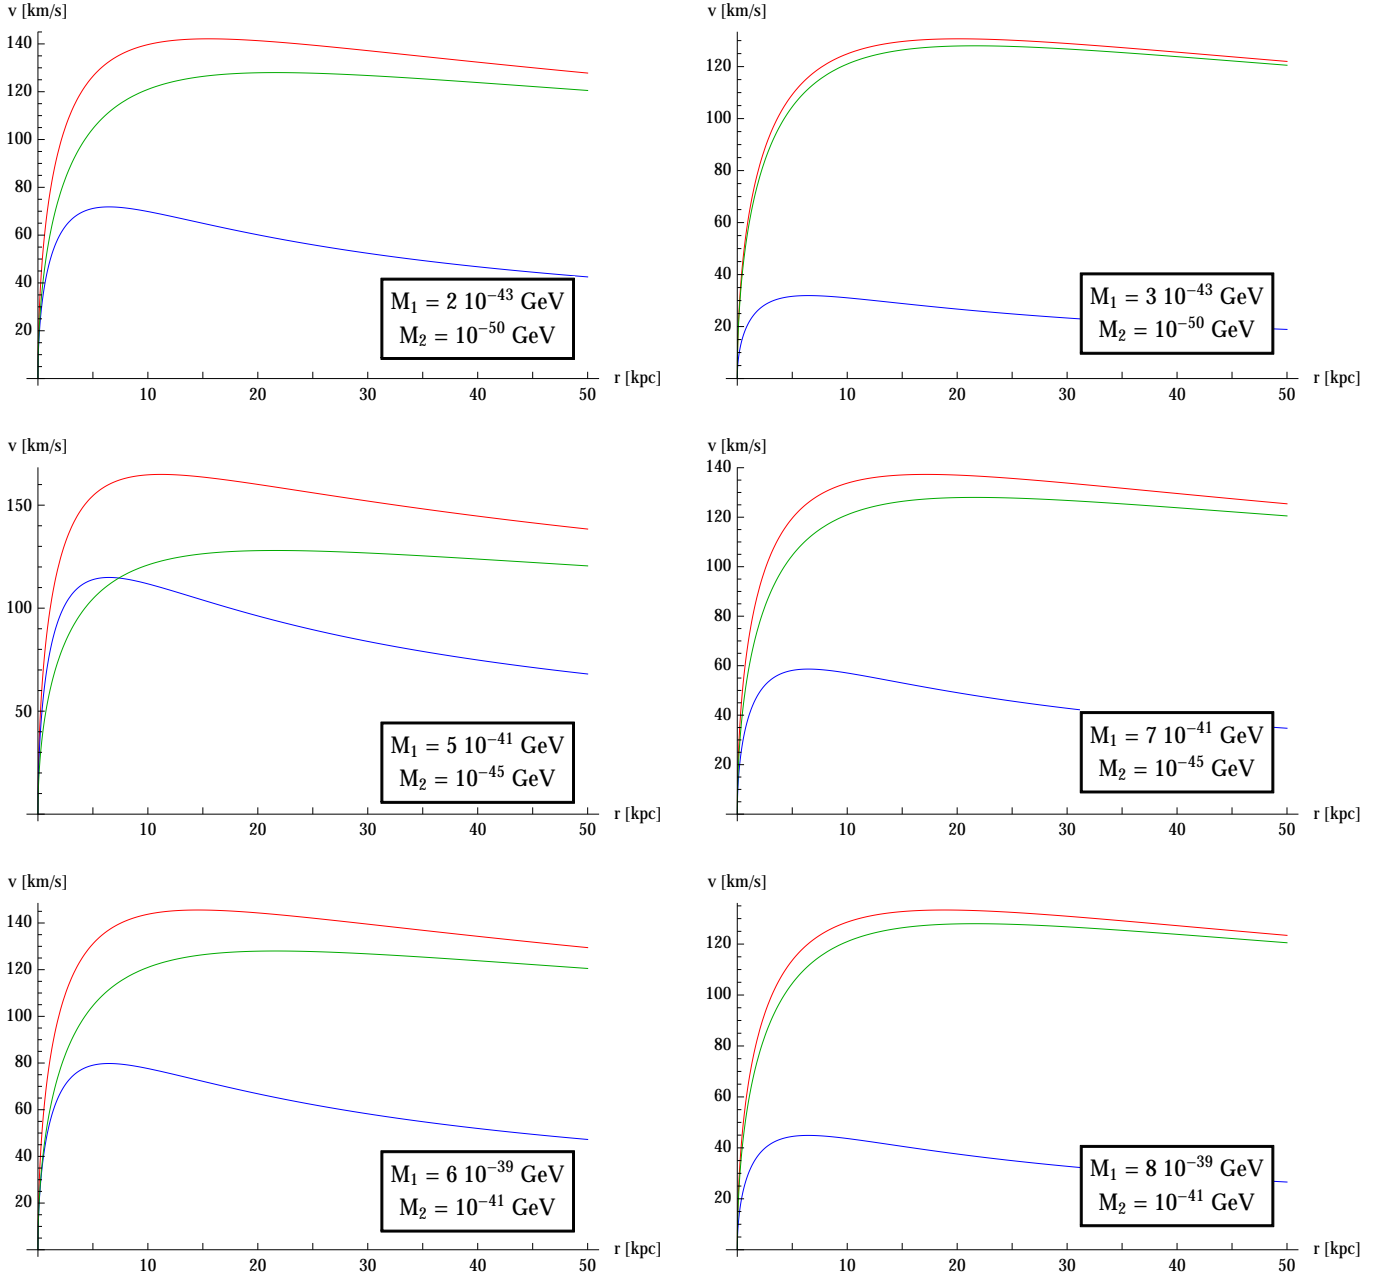 v [km/s]
140
120
100
80
60
40
20
10 20 30 40 50 r [kpc]
M₁ = 2 10⁻⁴³ GeV
M₂ = 10⁻⁵⁰ GeV
v [km/s]
120
100
80
60
40
20
10 20 30 40 50 r [kpc]
M₁ = 3 10⁻⁴³ GeV
M₂ = 10⁻⁵⁰ GeV
v [km/s]
150
100
50
10 20 30 40 50 r [kpc]
M₁ = 5 10⁻⁴¹ GeV
M₂ = 10⁻⁴⁵ GeV
v [km/s]
140
120
100
80
60
40
20
10 20 30 40 50 r [kpc]
M₁ = 7 10⁻⁴¹ GeV
M₂ = 10⁻⁴⁵ GeV
v [km/s]
140
120
100
80
60
40
20
10 20 30 40 50 r [kpc]
M₁ = 6 10⁻³⁹ GeV
M₂ = 10⁻⁴¹ GeV
v [km/s]
120
100
80
60
40
20
10 20 30 40 50 r [kpc]
M₁ = 8 10⁻³⁹ GeV
M₂ = 10⁻⁴¹ GeV